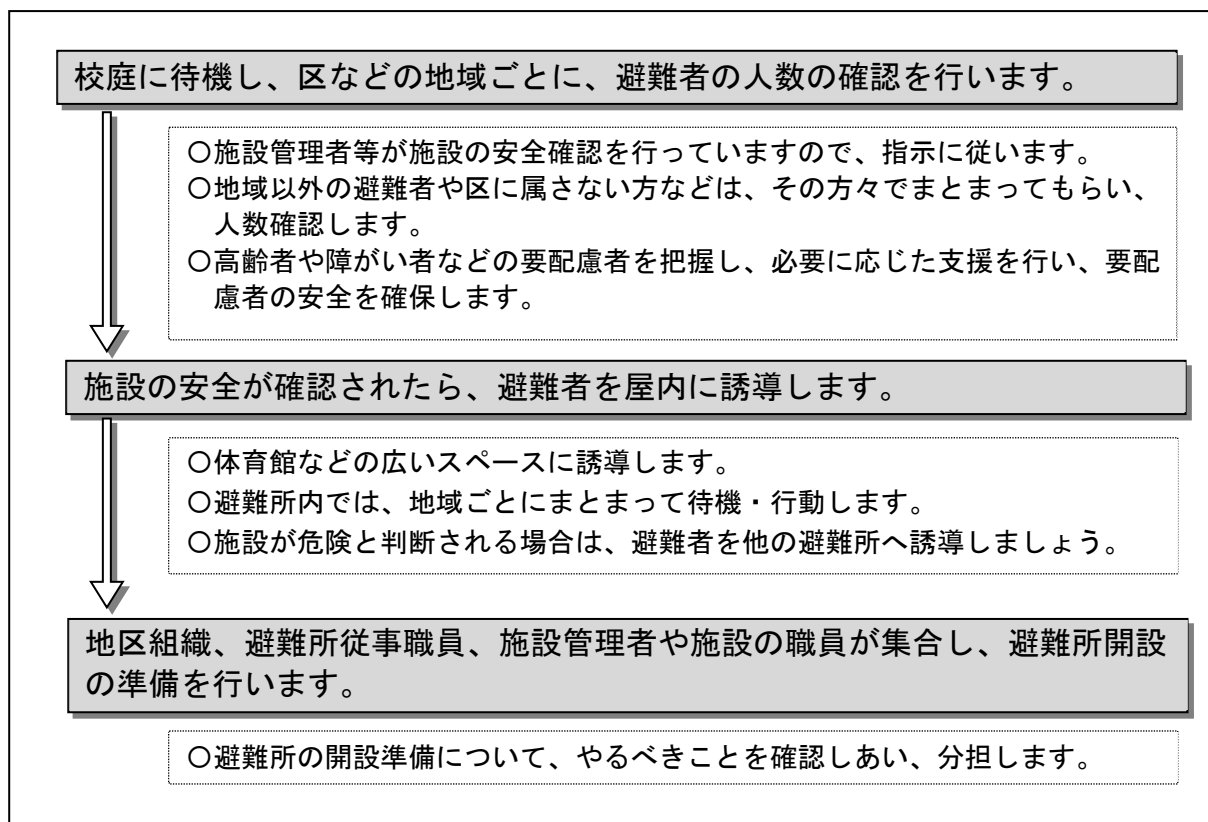 校庭に待機し、区などの地域ごとに、避難者の人数の確認を行います。
○施設管理者等が施設の安全確認を行っていますので、指示に従います。
○地域以外の避難者や区に属さない方などは、その方々でまとまってもらい、
人数確認します。
○高齢者や障がい者などの要配慮者を把握し、必要に応じた支援を行い、要配
慮者の安全を確保します。
施設の安全が確認されたら、避難者を屋内に誘導します。
○体育館などの広いスペースに誘導します。
○避難所内では、地域ごとにまとまって待機・行動します。
○施設が危険と判断される場合は、避難者を他の避難所へ誘導しましょう。
地区組織、避難所従事職員、施設管理者や施設の職員が集合し、避難所開設
の準備を行います。
○避難所の開設準備について、やるべきことを確認しあい、分担します。